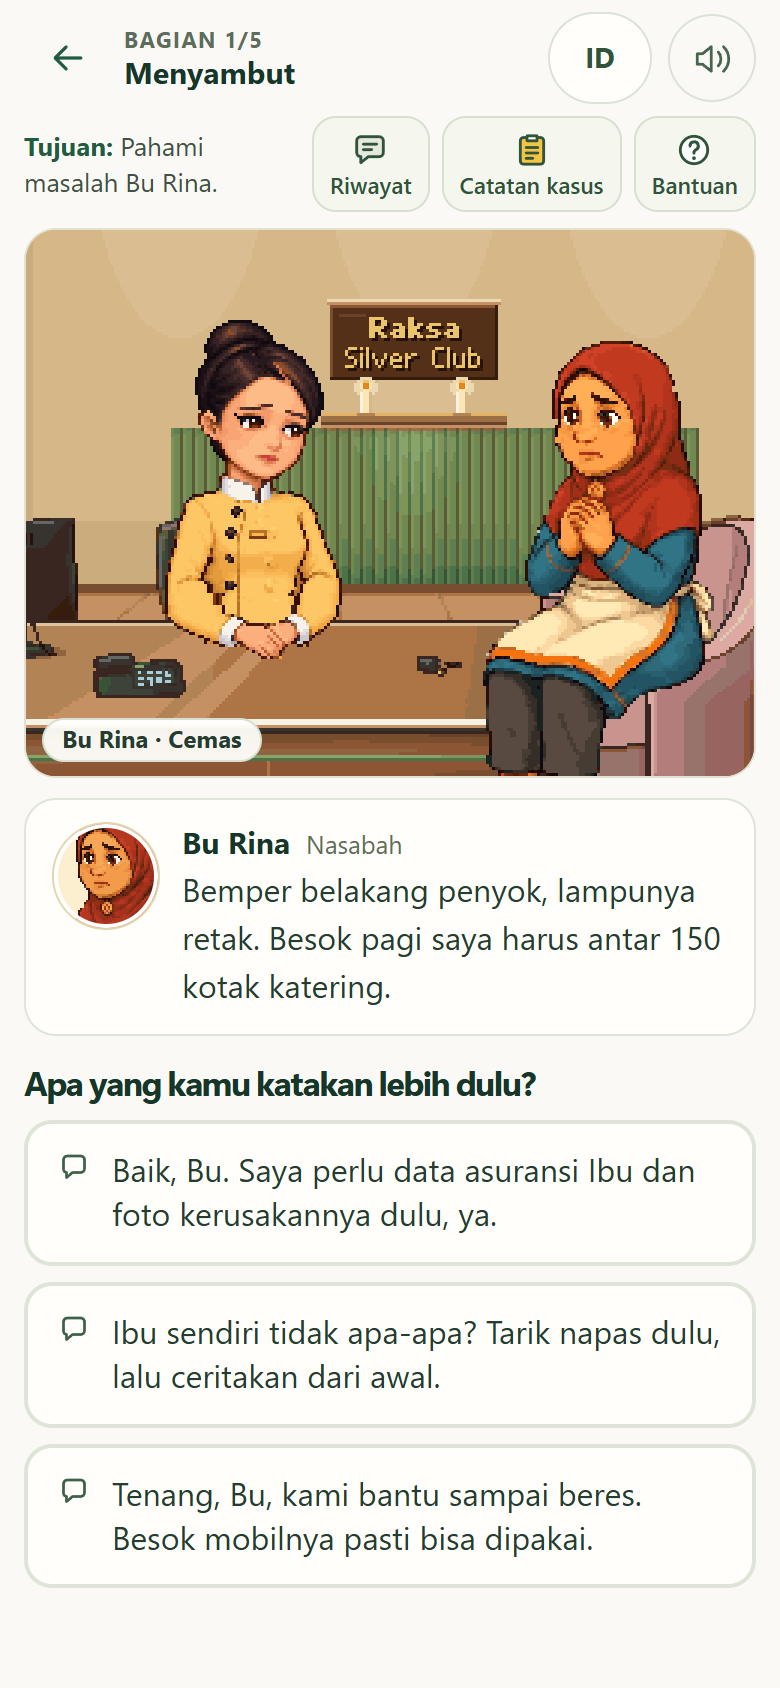 BAGIAN 1/5
Menyambut
ID
Tujuan: Pahami
masalah Bu Rina.
Riwayat
Catatan kasus
Bantuan
Raksa
Silver Club
Bu Rina · Cemas
Bu Rina Nasabah
Bemper belakang penyok, lampunya
retak. Besok pagi saya harus antar 150
kotak katering.
Apa yang kamu katakan lebih dulu?
Baik, Bu. Saya perlu data asuransi Ibu dan
foto kerusakannya dulu, ya.
Ibu sendiri tidak apa-apa? Tarik napas dulu,
lalu ceritakan dari awal.
Tenang, Bu, kami bantu sampai beres.
Besok mobilnya pasti bisa dipakai.